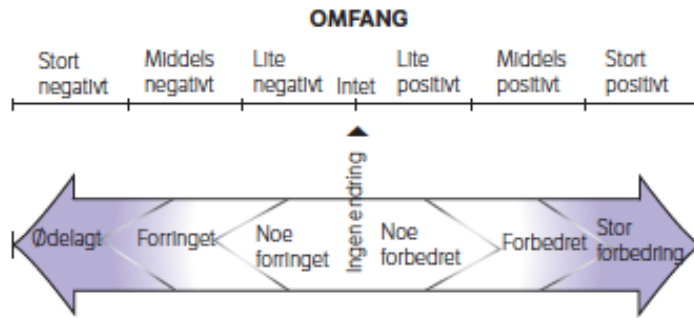 OMFANG
Stort negativt
Middels negativt
Lite negativt
Intet
Lite positivt
Middels positivt
Stort positivt
Ingen endring
Ødelagt
Forringet
Noe forringet
Noe forbedret
Forbedret
Stor forbedring